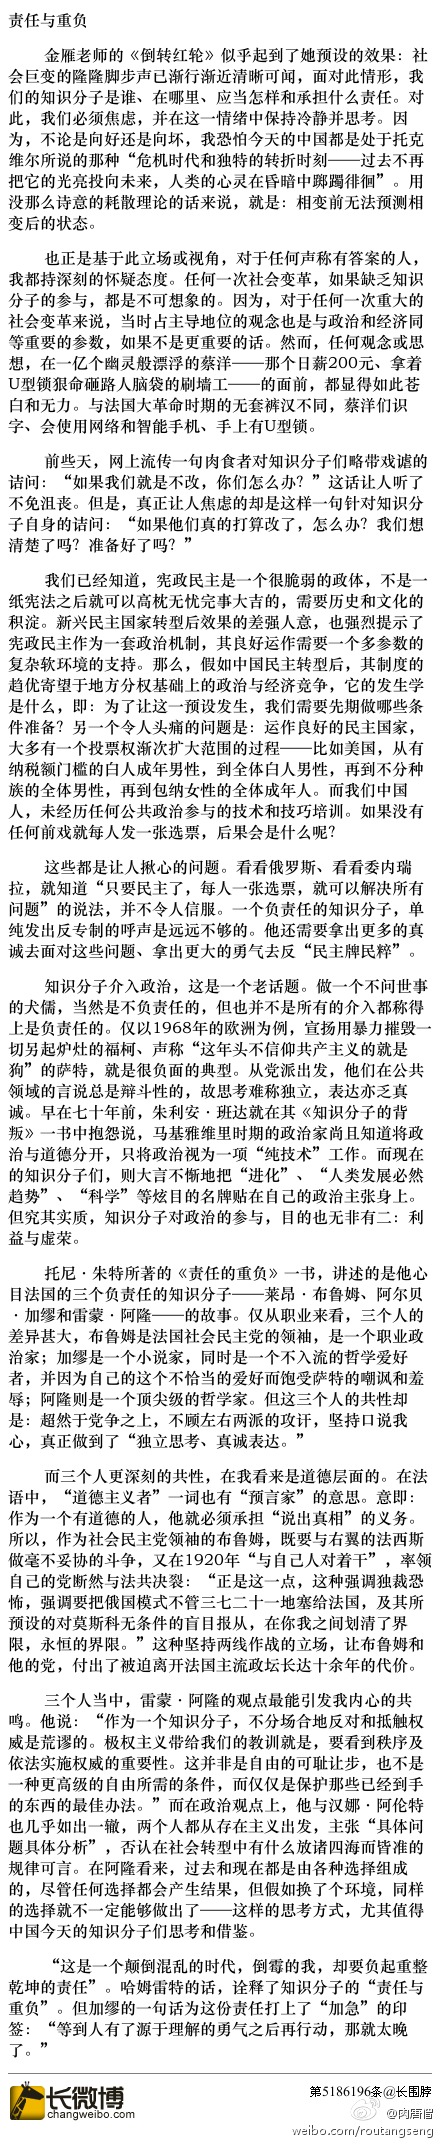 责任与重负
金雁老师的《倒转红轮》似乎起到了她预设的效果：社
会巨变的隆隆脚步声已渐行渐近清晰可闻，面对此情形，我
们的知识分子是谁、在哪里、应当怎样和承担什么责任。对
此，我们必须焦虑，并在这一情绪中保持冷静并思考。因
为，不论是向好还是向坏，我恐怕今天的中国都是处于托克
维尔所说的那种“危机时代和独特的转折时刻——过去不再
把它的光亮投向未来，人类的心灵在昏暗中踯躅徘徊”。用
没那么诗意的耗散理论的话来说，就是：相变前无法预测相
变后的状态。
也正是基于此立场或视角，对于任何声称有答案的人，
我都持深刻的怀疑态度。任何一次社会变革，如果缺乏知识
分子的参与，都是不可想象的。因为，对于任何一次重大的
社会变革来说，当时占主导地位的观念也是与政治和经济同
等重要的参数，如果不是更重要的话。然而，任何观念或思
想，在一亿个幽灵般漂浮的蔡洋——那个日薪200元、拿着
U型锁狠命砸路人脑袋的刷墙工——的面前，都显得如此苍
白和无力。与法国大革命时期的无套裤汉不同，蔡洋们识
字、会使用网络和智能手机、手上有U型锁。
前些天，网上流传一句肉食者对知识分子们略带戏谑的
诘问：“如果我们就是不改，你们怎么办？”这话让人听了
不免沮丧。但是，真正让人焦虑的却是这样一句针对知识分
子自身的诘问：“如果他们真的打算改了，怎么办？我们想
清楚了吗？准备好了吗？”
我们已经知道，宪政民主是一个很脆弱的政体，不是一
纸宪法之后就可以高枕无忧完事大吉的，需要历史和文化的
积淀。新兴民主国家转型后效果的差强人意，也强烈提示了
宪政民主作为一套政治机制，其良好运作需要一个多参数的
复杂软环境的支持。那么，假如中国民主转型后，其制度的
趋优寄望于地方分权基础上的政治与经济竞争，它的发生学
是什么，即：为了让这一预设发生，我们需要先期做哪些条
件准备？另一个令人头痛的问题是：运作良好的民主国家，
大多有一个投票权渐次扩大范围的过程——比如美国，从有
纳税额门槛的白人成年男性，到全体白人男性，再到不分种
族的全体男性，再到包纳女性的全体成年人。而我们中国
人，未经历任何公共政治参与的技术和技巧培训。如果没有
任何前戏就每人发一张选票，后果会是什么呢？
这些都是让人揪心的问题。看看俄罗斯、看看委内瑞
拉，就知道“只要民主了，每人一张选票，就可以解决所有
问题”的说法，并不令人信服。一个负责任的知识分子，单
纯发出反专制的呼声是远远不够的。他还需要拿出更多的真
诚去面对这些问题、拿出更大的勇气去反“民主牌民粹”。
知识分子介入政治，这是一个老话题。做一个不问世事
的犬儒，当然是不负责任的，但也并不是所有的介入都称得
上是负责任的。仅以1968年的欧洲为例，宣扬用暴力摧毁一
切另起炉灶的福柯、声称“这年头不信仰共产主义的就是
狗”的萨特，就是很负面的典型。从党派出发，他们在公共
领域的言说总是辩斗性的，故思考难称独立，表达亦乏真
诚。早在七十年前，朱利安·班达就在其《知识分子的背
叛》一书中抱怨说，马基雅维里时期的政治家尚且知道将政
治与道德分开，只将政治视为一项“纯技术”工作。而现在
的知识分子们，则大言不惭地把“进化”、“人类发展必然
趋势”、“科学”等炫目的名牌贴在自己的政治主张身上。
但究其实质，知识分子对政治的参与，目的也无非有二：利
益与虚荣。
托尼·朱特所著的《责任的重负》一书，讲述的是他心
目法国的三个负责任的知识分子——莱昂·布鲁姆、阿尔贝
·加缪和雷蒙·阿隆——的故事。仅从职业来看，三个人的
差异甚大，布鲁姆是法国社会民主党的领袖，是一个职业政
治家；加缪是一个小说家，同时是一个不入流的哲学爱好
者，并因为自己的这个不恰当的爱好而饱受萨特的嘲讽和羞
辱；阿隆则是一个顶尖级的哲学家。但这三个人的共性却
是：超然于党争之上，不顾左右两派的攻讦，坚持口说我
心，真正做到了“独立思考、真诚表达。”
而三个人更深刻的共性，在我看来是道德层面的。在法
语中，“道德主义者”一词也有“预言家”的意思。意即：
作为一个有道德的人，他就必须承担“说出真相”的义务。
所以，作为社会民主党领袖的布鲁姆，既要与右翼的法西斯
做毫不妥协的斗争，又在1920年“与自己人对着干”，率领
自己的党断然与法共决裂：“正是这一点，这种强调独裁恐
怖，强调要把俄国模式不管三七二十一地塞给法国，及其所
预设的对莫斯科无条件的盲目报从，在你我之间划清了界
限，永恒的界限。”这种坚持两线作战的立场，让布鲁姆和
他的党，付出了被迫离开法国主流政坛长达十余年的代价。
三个人当中，雷蒙·阿隆的观点最能引发我内心的共
鸣。他说：“作为一个知识分子，不分场合地反对和抵触权
威是荒谬的。极权主义带给我们的教训就是，要看到秩序及
依法实施权威的重要性。这并非是自由的可耻让步，也不是
一种更高级的自由所需的条件，而仅仅是保护那些已经到手
的东西的最佳办法。”而在政治观点上，他与汉娜·阿伦特
也几乎如出一辙，两个人都从存在主义出发，主张“具体问
题具体分析”，否认在社会转型中有什么放诸四海而皆准的
规律可言。在阿隆看来，过去和现在都是由各种选择组成
的，尽管任何选择都会产生结果，但假如换了个环境，同样
的选择就不一定能够做出了——这样的思考方式，尤其值得
中国今天的知识分子们思考和借鉴。
“这是一个颠倒混乱的时代，倒霉的我，却要负起重整
乾坤的责任”。哈姆雷特的话，诠释了知识分子的“责任与
重负”。但加缪的一句话为这份责任打上了“加急”的印
签：“等到人有了源于理解的勇气之后再行动，那就太晚
了。”
长微博
changweibo.com
第5186196条@长围脖
@肉唐僧
weibo.com/routangseng